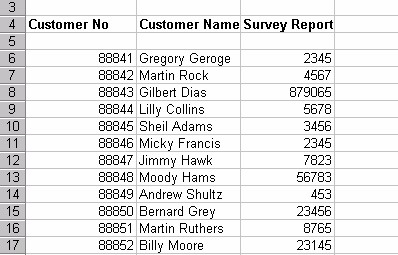 3
4 Customer No Customer Name Survey Report
5
6 88841 Gregory Geroge 2345
7 88842 Martin Rock 4567
8 88843 Gilbert Dias 879065
9 88844 Lilly Collins 5678
10 88845 Sheil Adams 3456
11 88846 Micky Francis 2345
12 88847 Jimmy Hawk 7823
13 88848 Moody Hams 56783
14 88849 Andrew Shultz 453
15 88850 Bernard Grey 23456
16 88851 Martin Ruthers 8765
17 88852 Billy Moore 23145